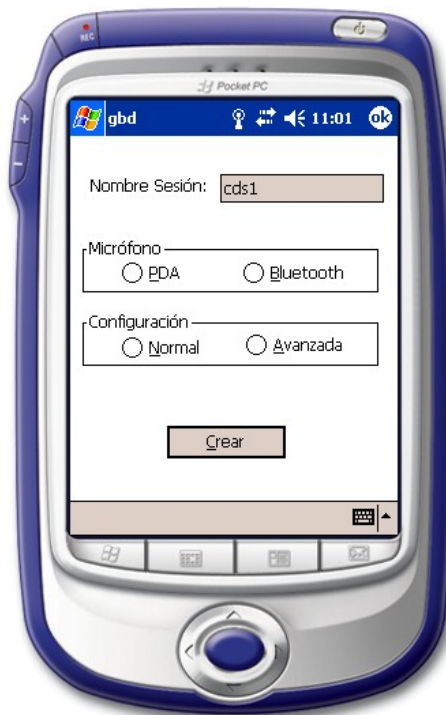 REC
Pocket PC
gbd 11:01 ok
Nombre Sesión: cds1
Micrófono
PDA Bluetooth
Configuración
Normal Avanzada
Crear